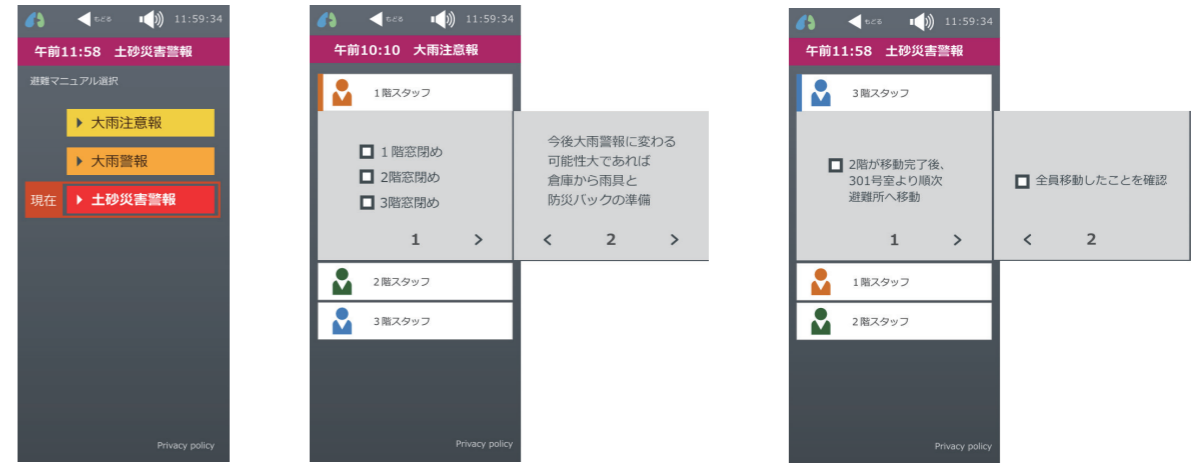 もどる 11:59:34
午前11:58 土砂災害警報
避難マニュアル選択
大雨注意報
大雨警報
現在 土砂災害警報
Privacy policy
もどる 11:59:34
午前10:10 大雨注意報
1階スタッフ
1階窓閉め
2階窓閉め
3階窓閉め
1 >
今後大雨警報に変わる
可能性大であれば
倉庫から雨具と
防災バックの準備
< 2 >
2階スタッフ
3階スタッフ
Privacy policy
もどる 11:59:34
午前11:58 土砂災害警報
3階スタッフ
2階が移動完了後、
301号室より順次
避難所へ移動
1 >
全員移動したことを確認
< 2
1階スタッフ
2階スタッフ
Privacy policy